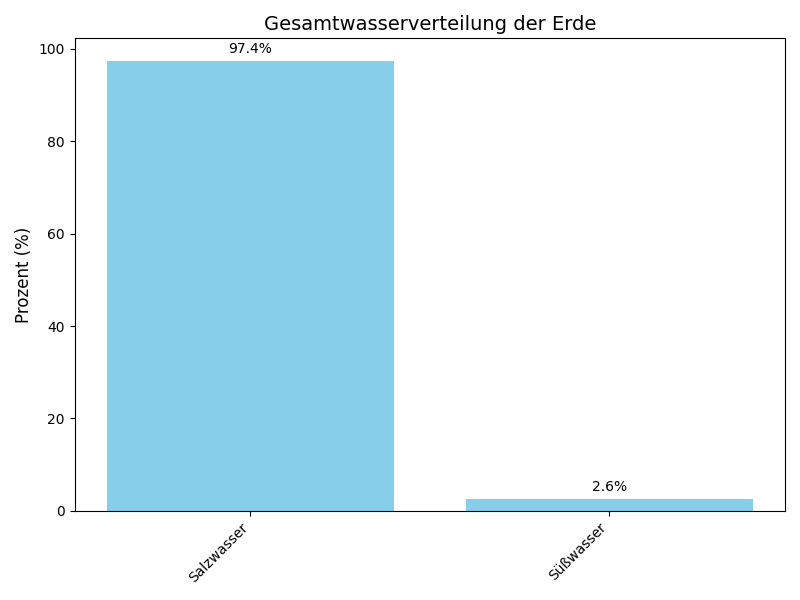 Gesamtwasserverteilung der Erde
97.4%
2.6%
100
80
60
40
20
0
Prozent (%)
Salzwasser
Süßwasser